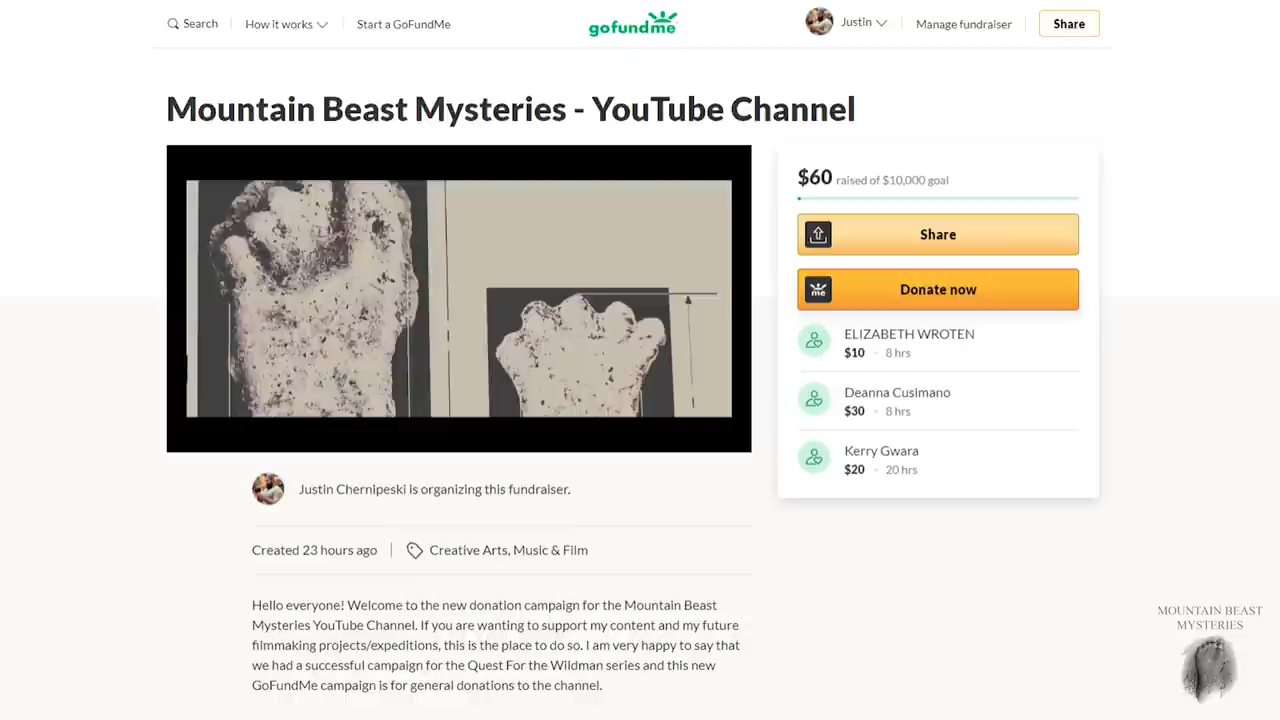 Search
How it works
Start a GoFundMe
gofundme
Justin
Manage fundraiser
Share
Mountain Beast Mysteries - YouTube Channel
$60 raised of $10,000 goal
Share
me
Donate now
ELIZABETH WROTEN
$10 · 8 hrs
Deanna Cusimano
$30 · 8 hrs
Kerry Gwara
$20 · 20 hrs
Justin Chernipeski is organizing this fundraiser.
Created 23 hours ago
Creative Arts, Music & Film
Hello everyone! Welcome to the new donation campaign for the Mountain Beast
Mysteries YouTube Channel. If you are wanting to support my content and my future
filmmaking projects/expeditions, this is the place to do so. I am very happy to say that
we had a successful campaign for the Quest For the Wildman series and this new
GoFundMe campaign is for general donations to the channel.
MOUNTAIN BEAST
MYSTERIES